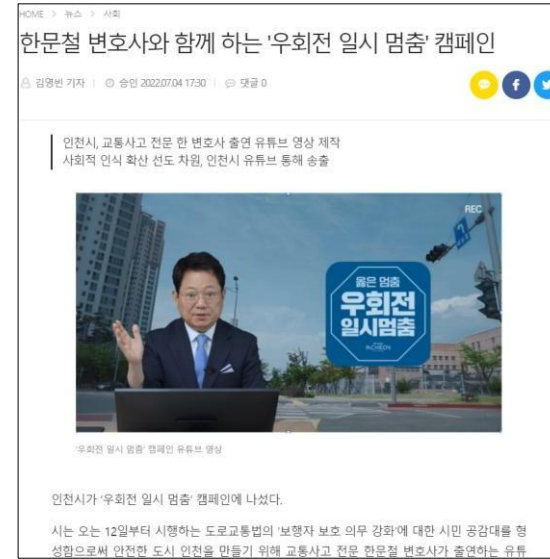 HOME > 뉴스 > 사회
한문철 변호사와 함께 하는 '우회전 일시 멈춤' 캠페인
김영빈 기자 | 승인 2022.07.04 17:30 | 댓글 0
인천시, 교통사고 전문 한 변호사 출연 유튜브 영상 제작
사회적 인식 확산 선도 차원, 인천시 유튜브 통해 송출
REC
옳은 멈춤
우회전
일시멈춤
INCHEON
'우회전 일시 멈춤' 캠페인 유튜브 영상
인천시가 '우회전 일시 멈춤' 캠페인에 나섰다.
시는 오는 12일부터 시행하는 도로교통법의 '보행자 보호 의무 강화'에 대한 시민 공감대를 형
성함으로써 안전한 도시 인천을 만들기 위해 교통사고 전문 한문철 변호사가 출연하는 유튜